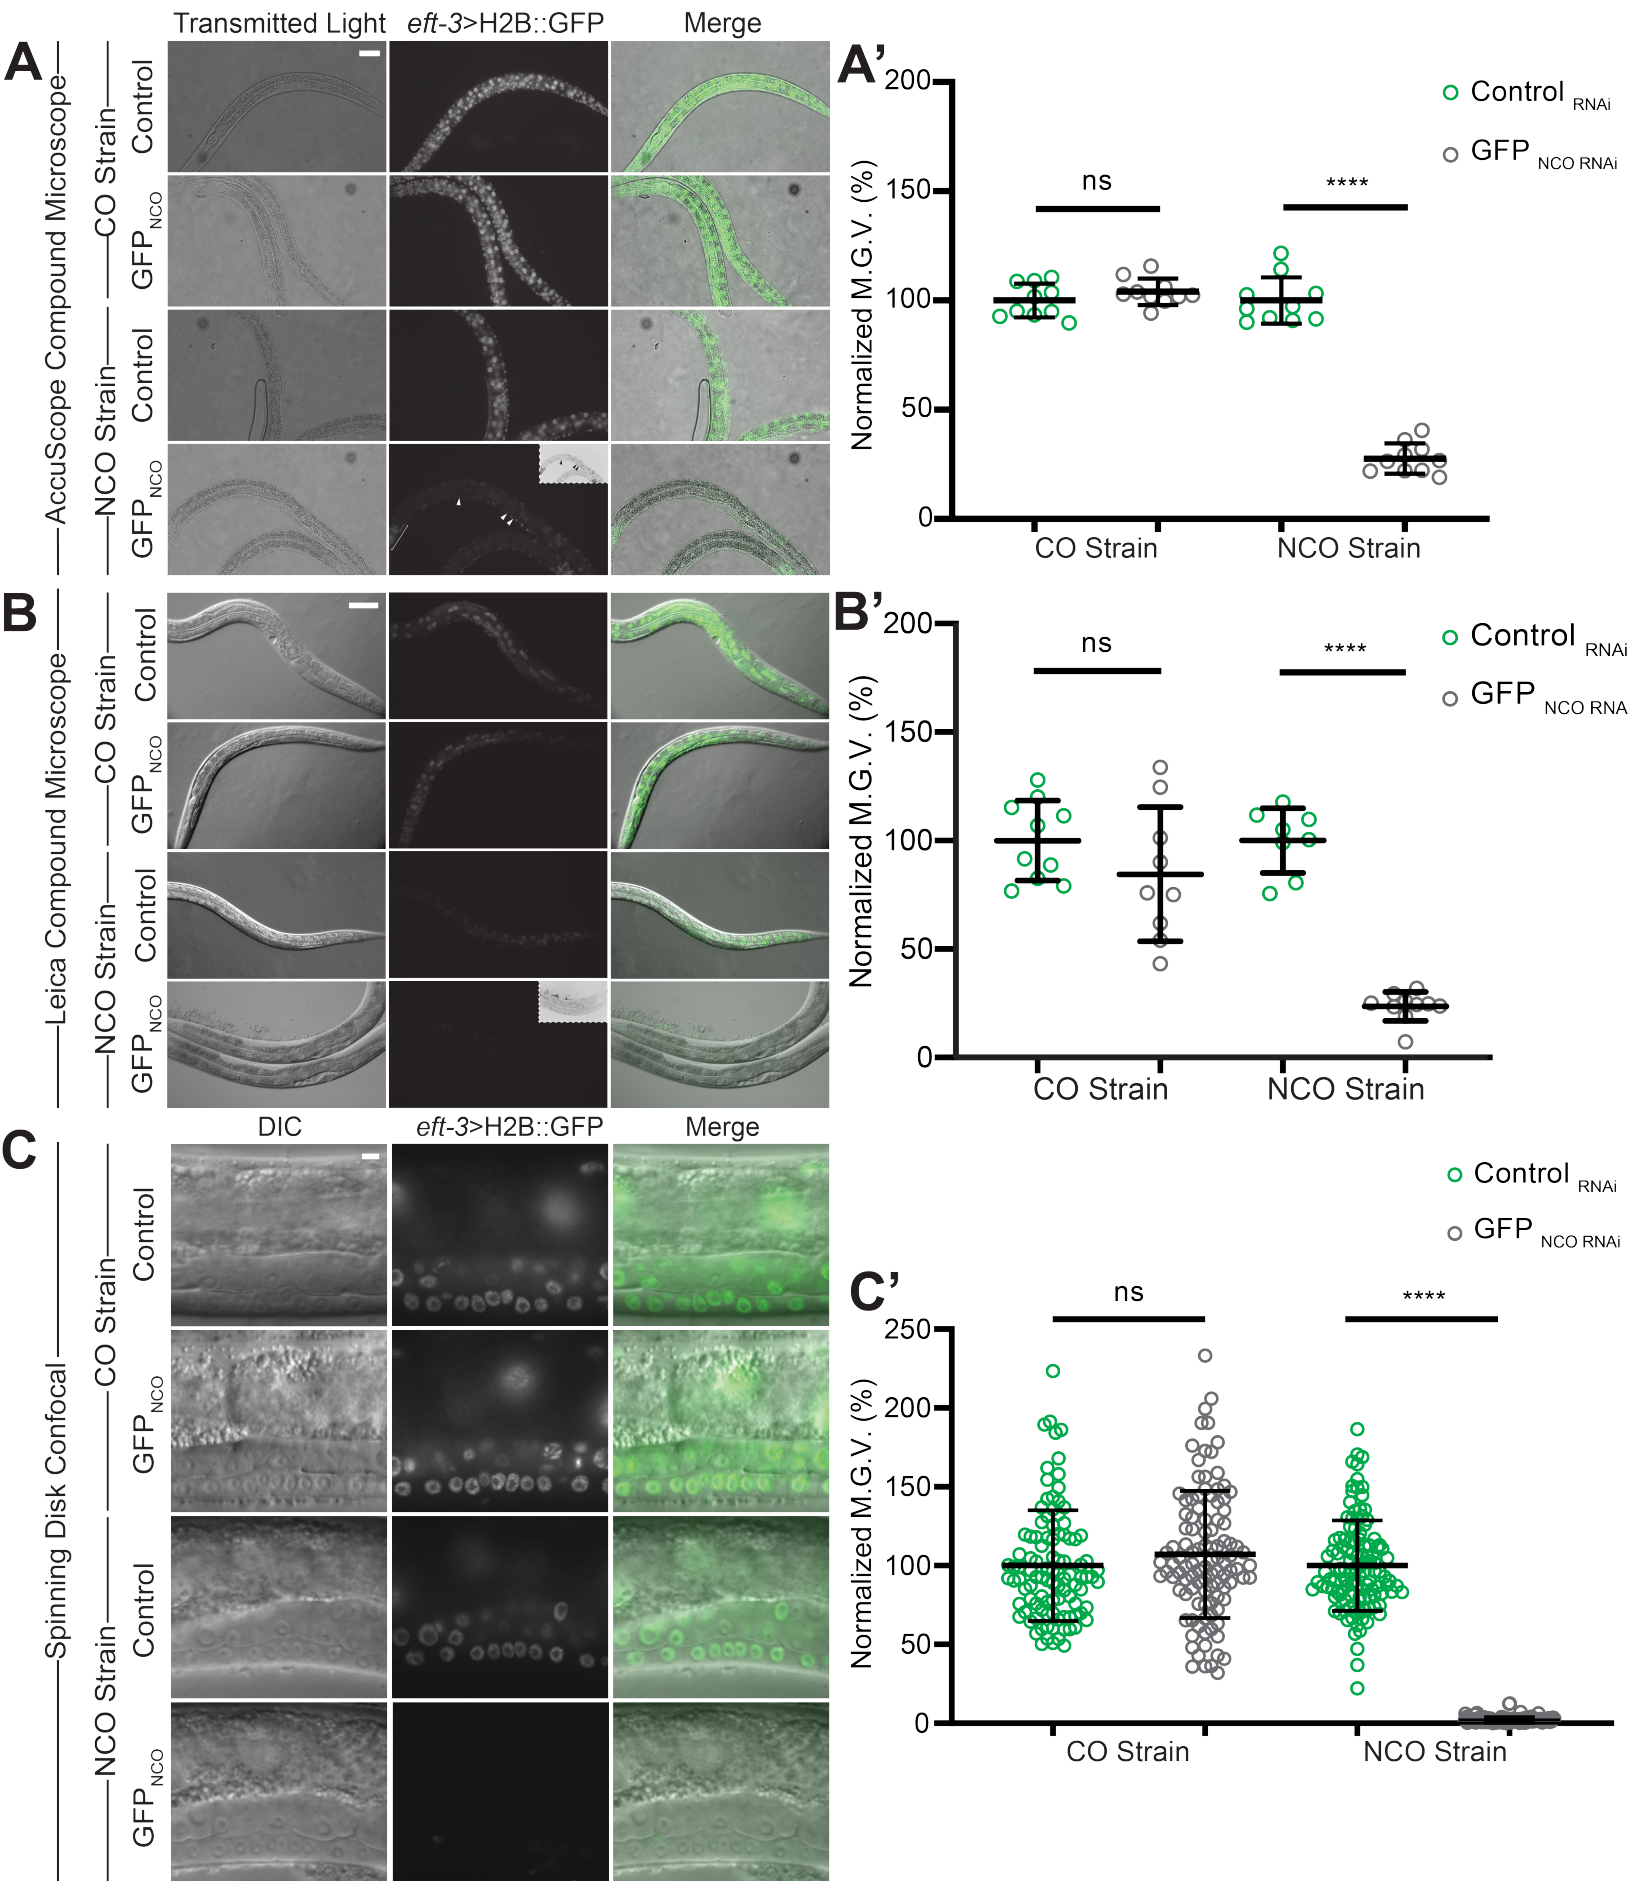 Transmitted Light eft-3>H2B::GFP Merge
A
AccuScope Compound Microscope
CO Strain
NCO Strain
Control
GFP NCO
Control
GFP NCO
A’
Normalized M.G.V. (%)
200
150
100
50
0
ns
****
Control RNAi
GFP NCO RNAi
CO Strain NCO Strain
B
Leica Compound Microscope
CO Strain
NCO Strain
Control
GFP NCO
Control
GFP NCO
B’
Normalized M.G.V. (%)
200
150
100
50
0
ns
****
Control RNAi
GFP NCO RNA
CO Strain NCO Strain
DIC eft-3>H2B::GFP Merge
C
Spinning Disk Confocal
CO Strain
NCO Strain
Control
GFP NCO
Control
GFP NCO
Control RNAi
GFP NCO RNAi
C’
Normalized M.G.V. (%)
250
200
150
100
50
0
ns
****
CO Strain NCO Strain